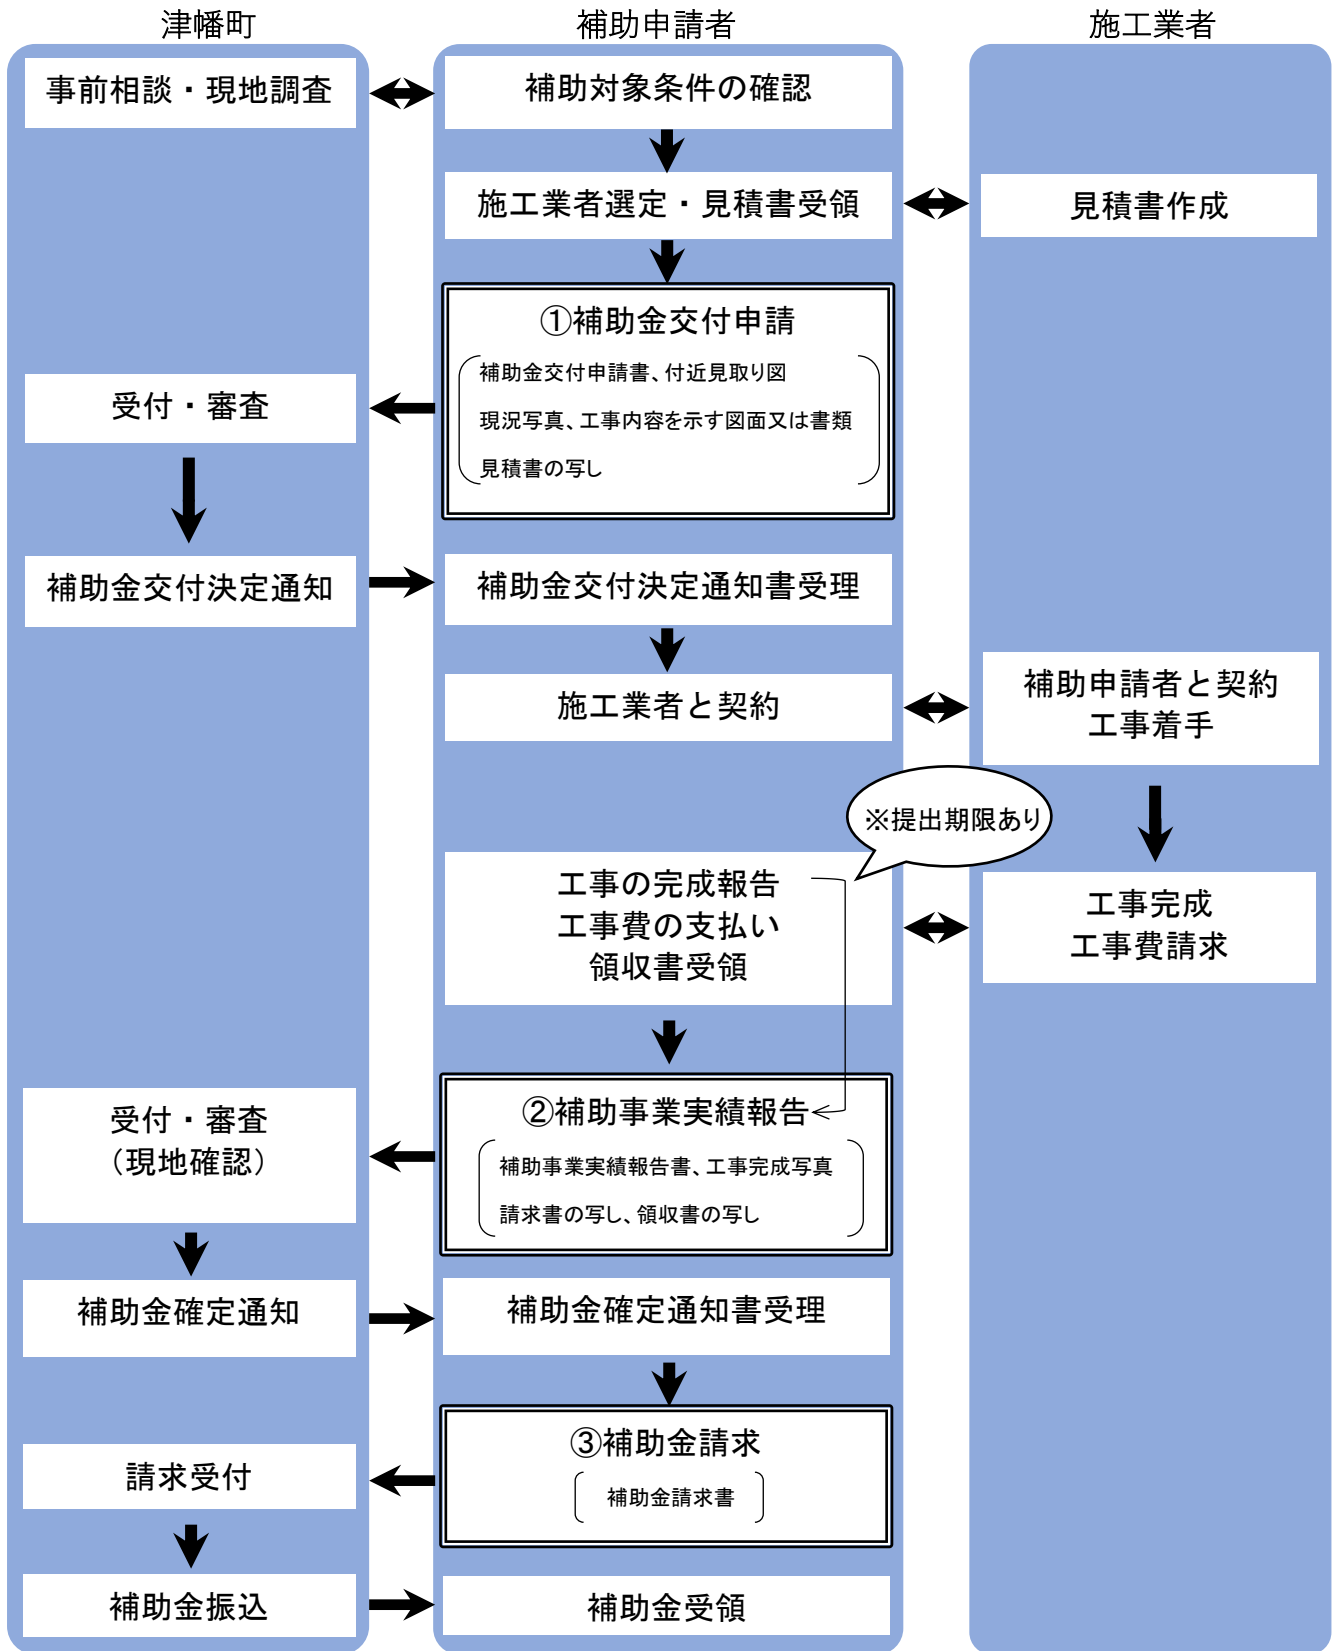 津幡町
補助申請者
施工業者
事前相談・現地調査
補助対象条件の確認
施工業者選定・見積書受領
見積書作成
①補助金交付申請
補助金交付申請書、付近見取り図
現況写真、工事内容を示す図面又は書類
見積書の写し
受付・審査
補助金交付決定通知
補助金交付決定通知書受理
施工業者と契約
補助申請者と契約
工事着手
※提出期限あり
工事の完成報告
工事費の支払い
領収書受領
工事完成
工事費請求
②補助事業実績報告
補助事業実績報告書、工事完成写真
請求書の写し、領収書の写し
受付・審査
（現地確認）
補助金確定通知
補助金確定通知書受理
③補助金請求
補助金請求書
請求受付
補助金振込
補助金受領